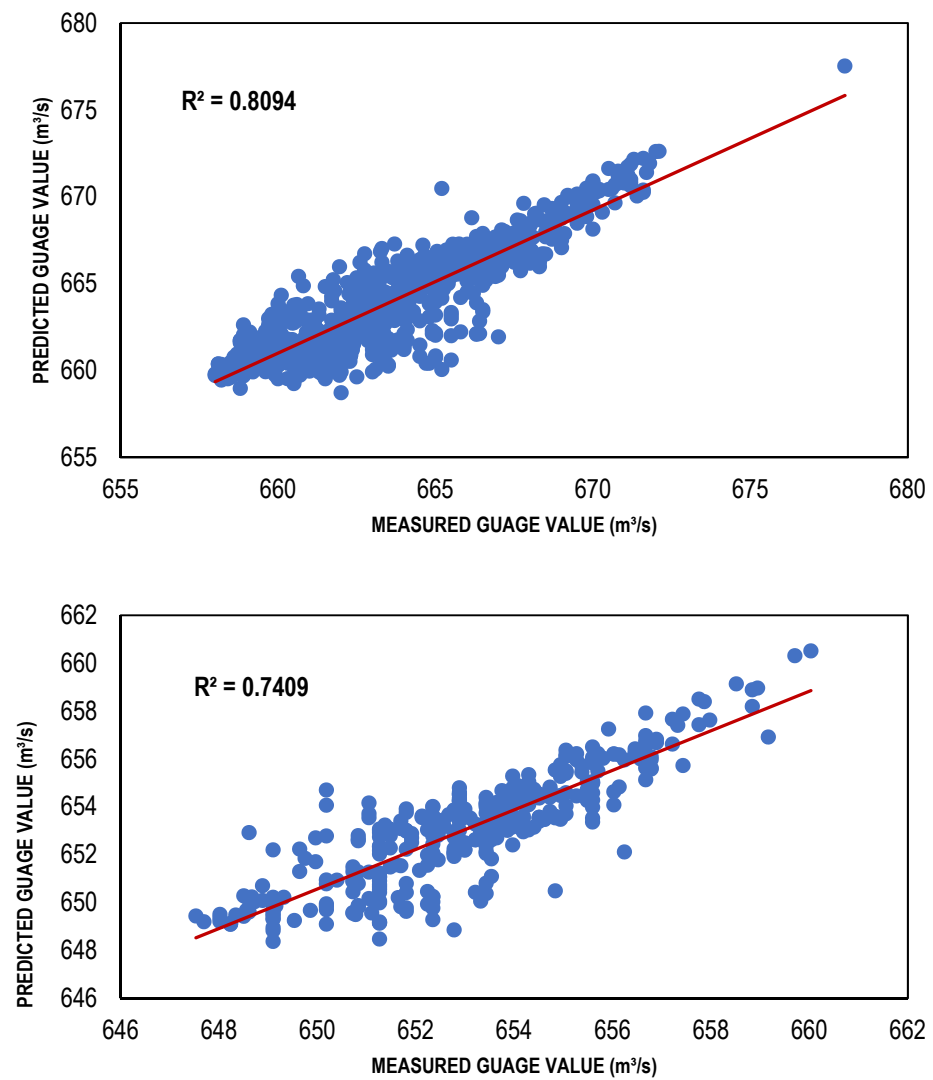 680
675
670
665
660
655
PREDICTED GUAGE VALUE (m³/s)
R² = 0.8094
655 660 665 670 675 680
MEASURED GUAGE VALUE (m³/s)
662
660
658
656
654
652
650
648
646
PREDICTED GUAGE VALUE (m³/s)
R² = 0.7409
646 648 650 652 654 656 658 660 662
MEASURED GUAGE VALUE (m³/s)